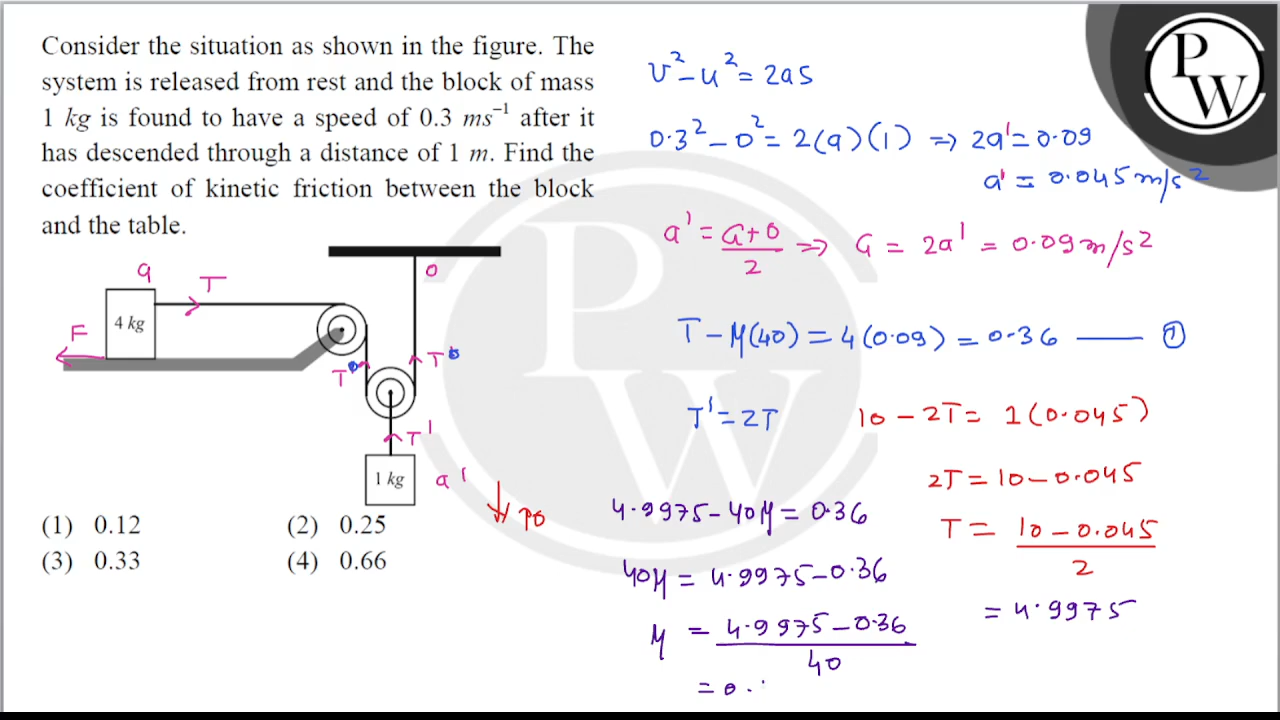 Consider the situation as shown in the figure. The
system is released from rest and the block of mass
1 kg is found to have a speed of 0.3 ms⁻¹ after it
has descended through a distance of 1 m. Find the
coefficient of kinetic friction between the block
and the table.
a
T
O
F
4 kg
T
T
T'
1 kg
a'
10
(1) 0.12
(2) 0.25
(3) 0.33
(4) 0.66
v² - u² = 2as
0.3² - 0² = 2(a)(1) ⇒ 2a' = 0.09
a' = 0.045 m/s²
a' = (a+0)/2 ⇒ a = 2a' = 0.09 m/s²
T - μ(40) = 4(0.09) = 0.36 —— ①
T' = 2T
10 - 2T = 1(0.045)
2T = 10 - 0.045
T = (10 - 0.045)/2
= 4.9975
4.9975 - 40μ = 0.36
40μ = 4.9975 - 0.36
μ = (4.9975 - 0.36)/40
= 0.
PW
PW